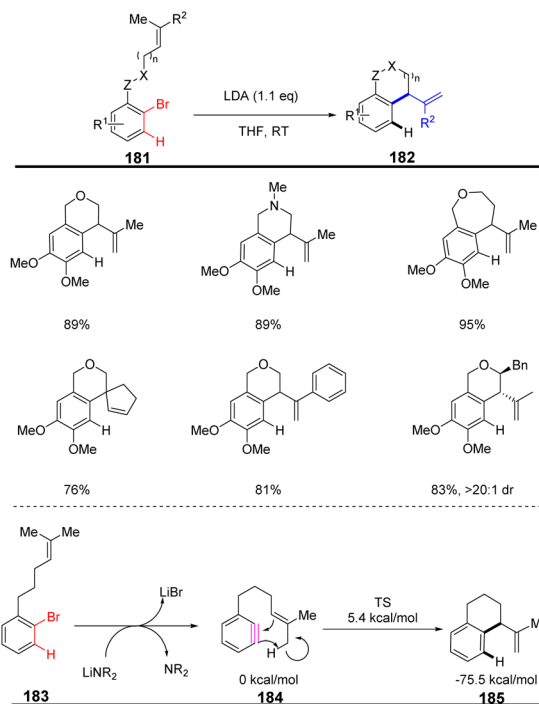 Me R²
( )n
Z X
Br
R¹
H
181
LDA (1.1 eq)
THF, RT
Z X ( )n
R¹
H
R²
182
O
Me
MeO
H
OMe
89%
Me
N
Me
MeO
H
OMe
89%
O
Me
MeO
H
OMe
95%
O
MeO
H
OMe
76%
O
MeO
H
OMe
81%
O Bn
MeO
H
OMe
83%, >20:1 dr
Me Me
Br
H
183
LiBr
LiNR₂ NR₂
Me
H
0 kcal/mol
184
TS
5.4 kcal/mol
Me
H
-75.5 kcal/mol
185